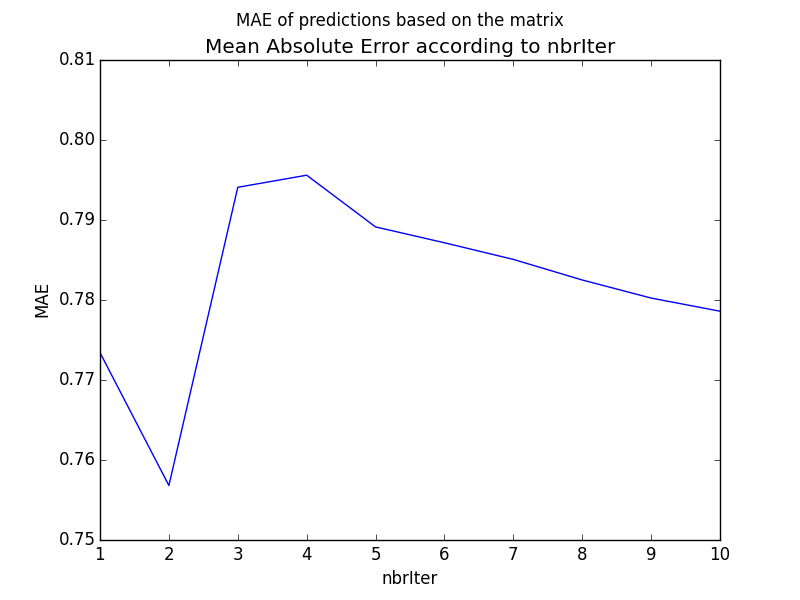 MAE of predictions based on the matrix
Mean Absolute Error according to nbrIter
0.81
0.80
0.79
0.78
0.77
0.76
0.75
MAE
1 2 3 4 5 6 7 8 9 10
nbrIter